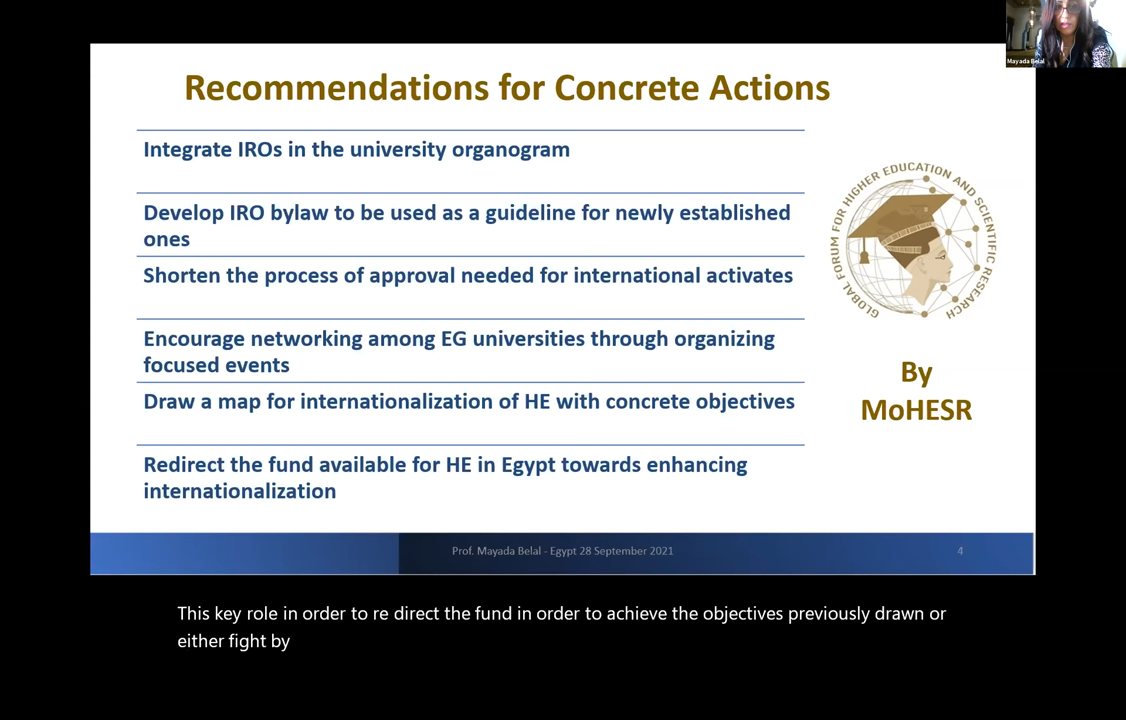 Mayada Belal
Recommendations for Concrete Actions
Integrate IROs in the university organogram
Develop IRO bylaw to be used as a guideline for newly established
ones
Shorten the process of approval needed for international activates
Encourage networking among EG universities through organizing
focused events
Draw a map for internationalization of HE with concrete objectives
Redirect the fund available for HE in Egypt towards enhancing
internationalization
GLOBAL FORUM FOR HIGHER EDUCATION AND SCIENTIFIC RESEARCH
By
MoHESR
Prof. Mayada Belal - Egypt 28 September 2021
4
This key role in order to re direct the fund in order to achieve the objectives previously drawn or
either fight by